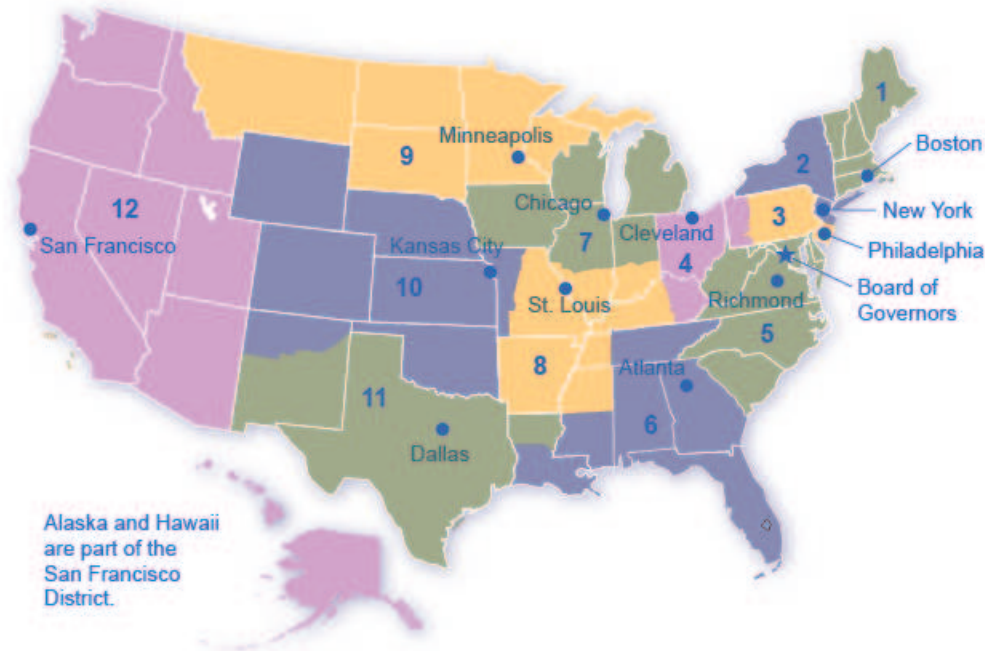 1
Boston
2
Minneapolis
9
New York
Chicago
3
12
Cleveland
San Francisco
7
Philadelphia
Kansas City
4
10
St. Louis
Richmond
Board of
Governors
5
8
Atlanta
11
6
Dallas
Alaska and Hawaii
are part of the
San Francisco
District.